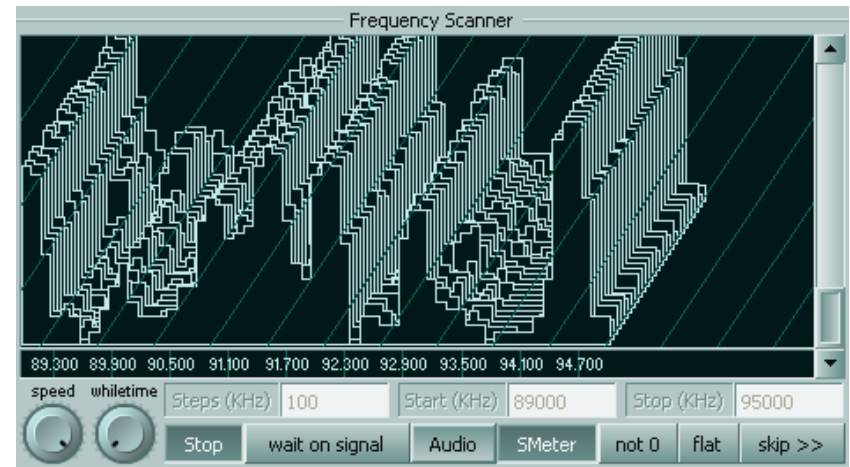 Frequency Scanner
89.300 89.900 90.500 91.100 91.700 92.300 92.900 93.500 94.100 94.700
speed whiletime Steps (KHz) 100 Start (KHz) 89000 Stop (KHz) 95000
Stop wait on signal Audio SMeter not 0 flat skip >>